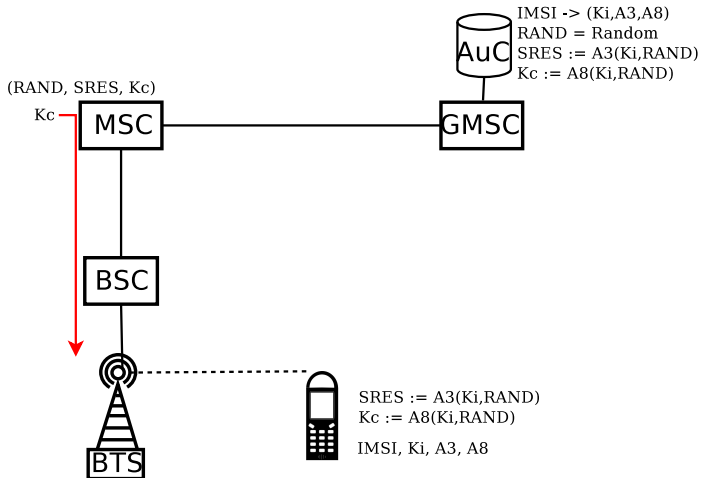 IMSI -> (Ki,A3,A8)
RAND = Random
AuC
SRES := A3(Ki,RAND)
Kc := A8(Ki,RAND)
(RAND, SRES, Kc)
Kc
MSC
GMSC
BSC
SRES := A3(Ki,RAND)
Kc := A8(Ki,RAND)
IMSI, Ki, A3, A8
BTS